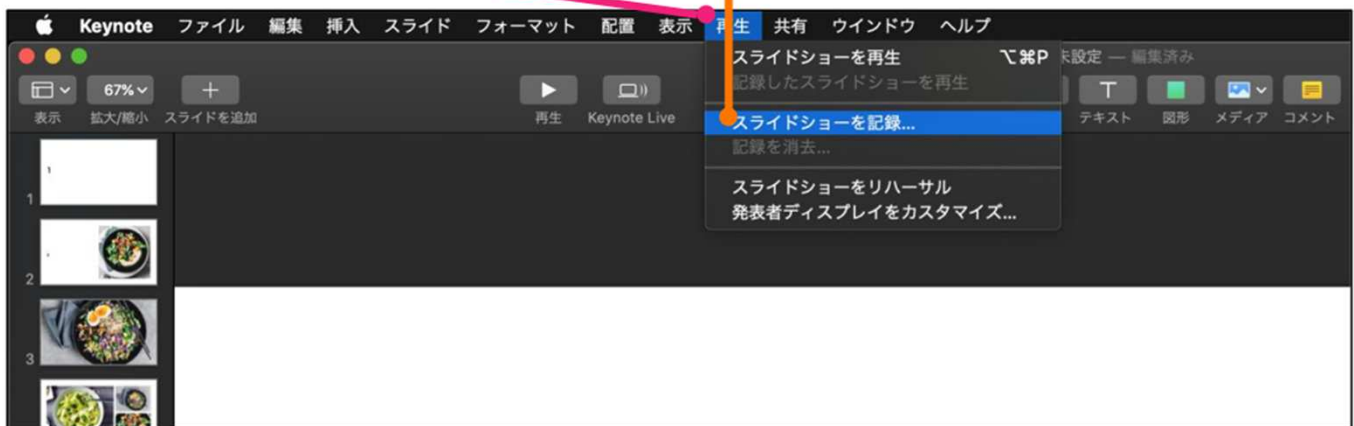 Keynote ファイル 編集 挿入 スライド フォーマット 配置 表示 再生 共有 ウインドウ ヘルプ
未設定 — 編集済み
67%
表示 拡大/縮小 スライドを追加 再生 Keynote Live テキスト 図形 メディア コメント
スライドショーを再生 ⌥⌘P
記録したスライドショーを再生
スライドショーを記録...
記録を消去...
スライドショーをリハーサル
発表者ディスプレイをカスタマイズ...
1
2
3